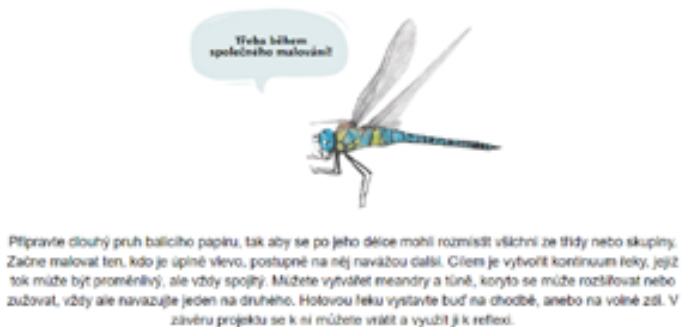 Třeba během
společného malování!
Připravte dlouhý pruh balicího papíru, tak aby se po jeho délce mohli rozmístit všichni ze třídy nebo skupiny.
Začne malovat ten, kdo je úplně vlevo, postupně na něj navážou další. Cílem je vytvořit kontinuum řeky, jejíž
tok může být proměnlivý, ale vždy spojitý. Můžete vytvářet meandry a tůně, koryto se může rozšiřovat nebo
zužovat, vždy ale navazujte jeden na druhého. Hotovou řeku vystavte buď na chodbě, anebo na volné zdi. V
závěru projektu se k ní můžete vrátit a využít ji k reflexi.